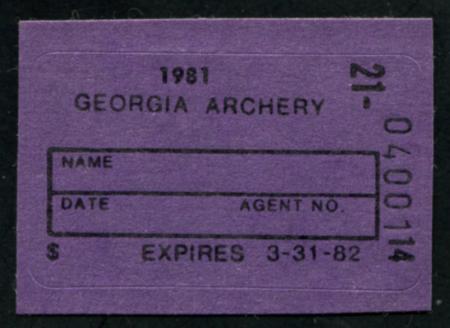 1981
GEORGIA ARCHERY
NAME
DATE AGENT NO.
$ EXPIRES 3-31-82
21-0400114